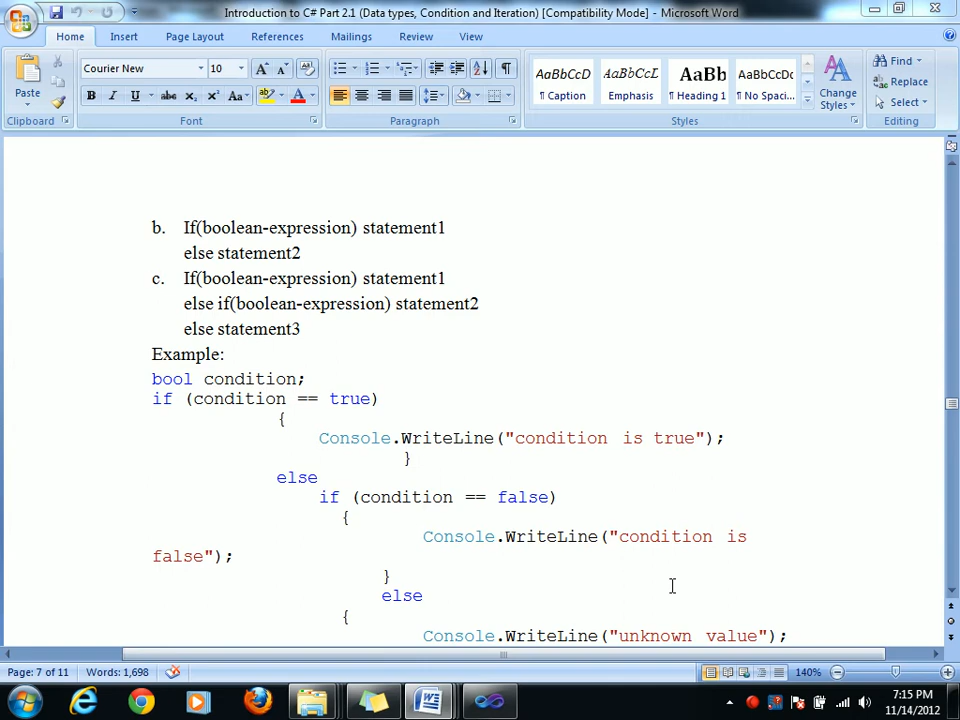 Introduction to C# Part 2.1 (Data types, Condition and Iteration) [Compatibility Mode] - Microsoft Word
Home Insert Page Layout References Mailings Review View
Courier New 10 AaBbCcD AaBbCcL AaBb AaBbCcDc Find
Paste Replace
B I U abc X₂ X² Aa A ¶ Caption Emphasis ¶ Heading 1 ¶ No Spaci... Change Styles Select
Clipboard Font Paragraph Styles Editing
b. If(boolean-expression) statement1
else statement2
c. If(boolean-expression) statement1
else if(boolean-expression) statement2
else statement3
Example:
bool condition;
if (condition == true)
{
Console.WriteLine("condition is true");
}
else
if (condition == false)
{
Console.WriteLine("condition is
false");
}
else
{
Console.WriteLine("unknown value");
Page: 7 of 11 Words: 1,698 140%
7:15 PM
11/14/2012